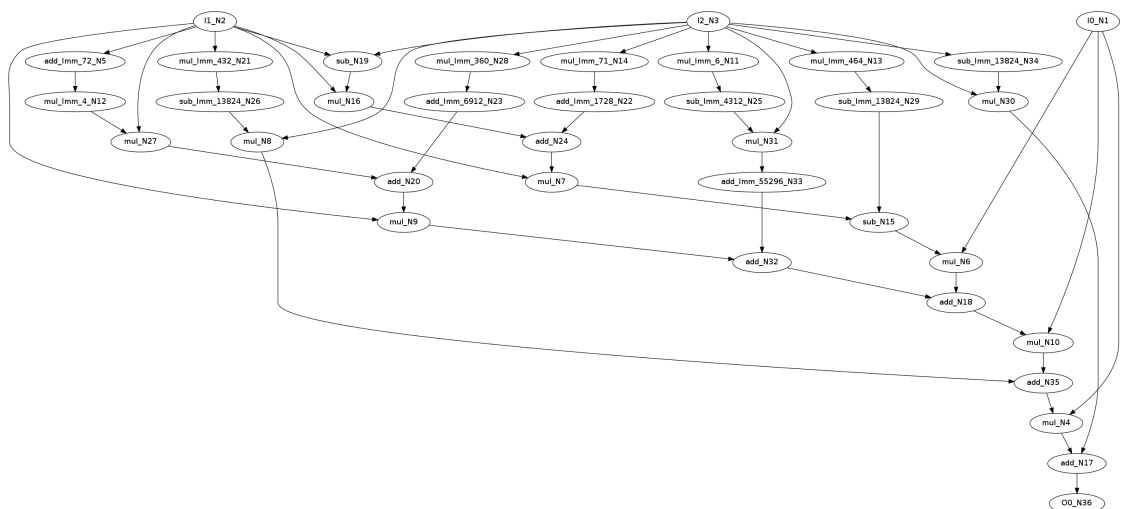 I1_N2 I2_N3 I0_N1
add_Imm_72_N5 mul_Imm_432_N21 sub_N19 mul_Imm_360_N28 mul_Imm_71_N14 mul_Imm_6_N11 mul_Imm_464_N13 sub_Imm_13824_N34
mul_Imm_4_N12 sub_Imm_13824_N26 mul_N16 add_Imm_6912_N23 add_Imm_1728_N22 sub_Imm_4312_N25 sub_Imm_13824_N29 mul_N30
mul_N27 mul_N8 add_N24 mul_N31
add_N20 mul_N7 add_Imm_55296_N33
mul_N9 sub_N15
add_N32 mul_N6
add_N18
mul_N10
add_N35
mul_N4
add_N17
O0_N36